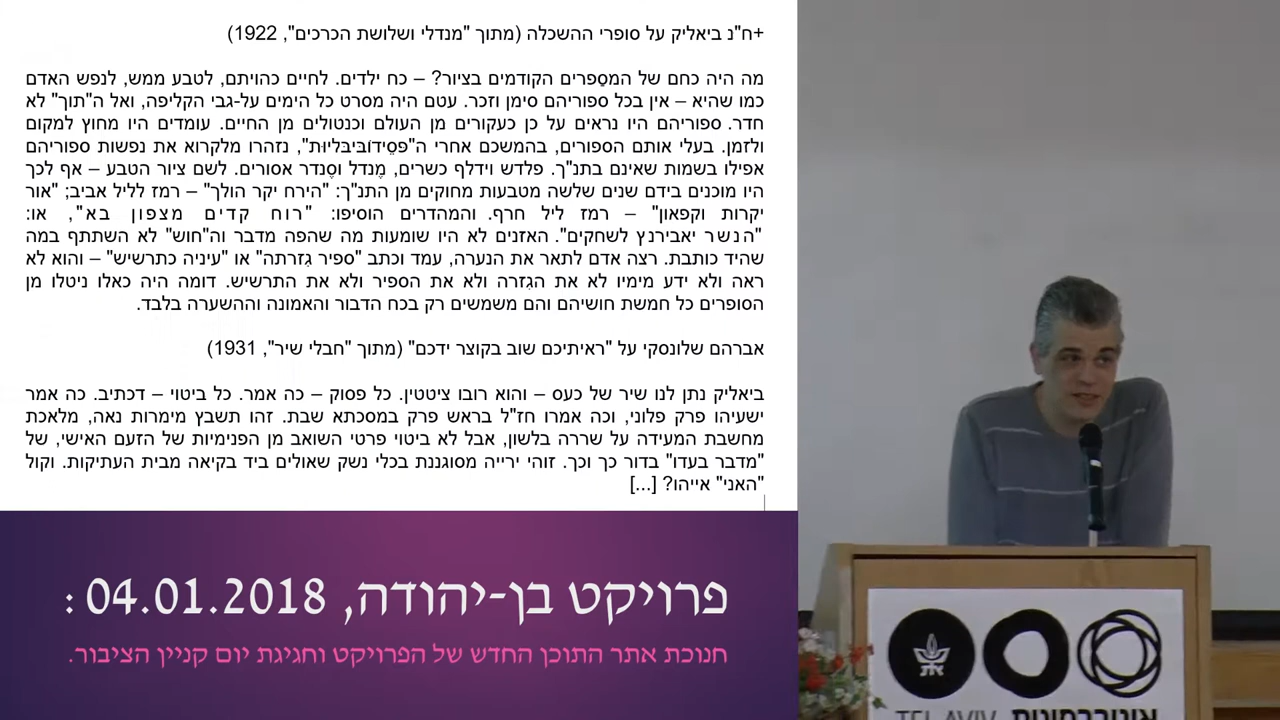 +ח"נ ביאליק על סופרי ההשכלה (מתוך "מנדלי ושלושת הכרכים", 1922)
מה היה כחם של המסַפרים הקודמים בציור? – כח ילדים. לחיים כהויתם, לטבע ממש, לנפש האדם
כמו שהיא – אין בכל ספוריהם סימן וזכר. עטם היה מסרט כל הימים על-גבי הקליפה, ואל ה"תוך" לא
חדר. ספוריהם היו נראים על כן כעקורים מן העולם וכנטולים מן החיים. עומדים היו מחוץ למקום
ולזמן. בעלי אותם הספורים, בהמשכם אחרי ה"פּסֵידוֹבּיבּליוּת", נזהרו מלקרוא את נפשות ספוריהם
אפילו בשמות שאינם בתנ"ך. פלדש וידלף כשרים, מֶנדל וסֶנדר אסורים. לשם ציור הטבע – אף לכך
היו מוכנים בידם שנים שלשה מטבעות מחוקים מן התנ"ך: "הירח יקר הולך" – רמז לליל אביב; "אור
יקרות וקפאון" – רמז ליל חרף. והמהדרים הוסיפו: "רוח קדים מצפון בא", או:
"הנשר יאבירנץ לשחקים". האזנים לא היו שומעות מה שהפה מדבר וה"חוש" לא השתתף במה
שהיד כותבת. רצה אדם לתאר את הנערה, עמד וכתב "ספיר גזרתה" או "עיניה כתרשיש" – והוא לא
ראה ולא ידע מימיו לא את הגִזרה ולא את הספיר ולא את התרשיש. דומה היה כאלו ניטלו מן
הסופרים כל חמשת חושיהם והם משמשים רק בכח הדבור והאמונה וההשערה בלבד.
אברהם שלונסקי על "ראיתיכם שוב בקוצר ידכם" (מתוך "חבלי שיר", 1931)
ביאליק נתן לנו שיר של כעס – והוא רובו ציטטין. כל פסוק – כה אמר. כל ביטוי – דכתיב. כה אמר
ישעיהו פרק פלוני, וכה אמרו חז"ל בראש פרק במסכתא שבת. זהו תשבץ מימרות נאה, מלאכת
מחשבת המעידה על שררה בלשון, אבל לא ביטוי פרטי השואב מן הפנימיות של הזעם האישי, של
"מדבר בעדו" בדור כך וכך. זוהי ירייה מסוגננת בכלי נשק שאולים ביד בקיאה מבית העתיקות. וקול
"האני" אייהו? [...]
פרויקט בן-יהודה, 04.01.2018 :
חנוכת אתר התוכן החדש של הפרויקט וחגיגת יום קניין הציבור.
TEL AVIV אוניברסיטת